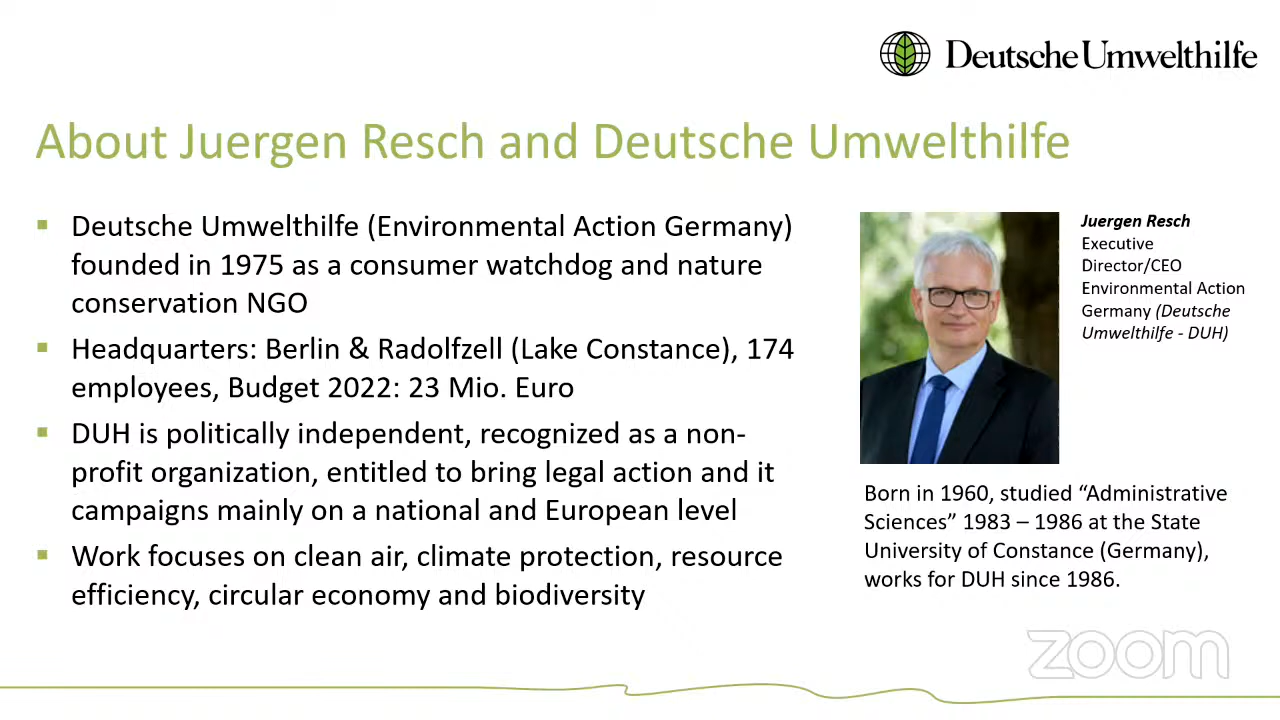 Deutsche Umwelthilfe
About Juergen Resch and Deutsche Umwelthilfe
Deutsche Umwelthilfe (Environmental Action Germany)
founded in 1975 as a consumer watchdog and nature
conservation NGO
Headquarters: Berlin & Radolfzell (Lake Constance), 174
employees, Budget 2022: 23 Mio. Euro
DUH is politically independent, recognized as a non-
profit organization, entitled to bring legal action and it
campaigns mainly on a national and European level
Work focuses on clean air, climate protection, resource
efficiency, circular economy and biodiversity
Juergen Resch
Executive
Director/CEO
Environmental Action
Germany (Deutsche
Umwelthilfe - DUH)
Born in 1960, studied “Administrative
Sciences” 1983 – 1986 at the State
University of Constance (Germany),
works for DUH since 1986.
zoom